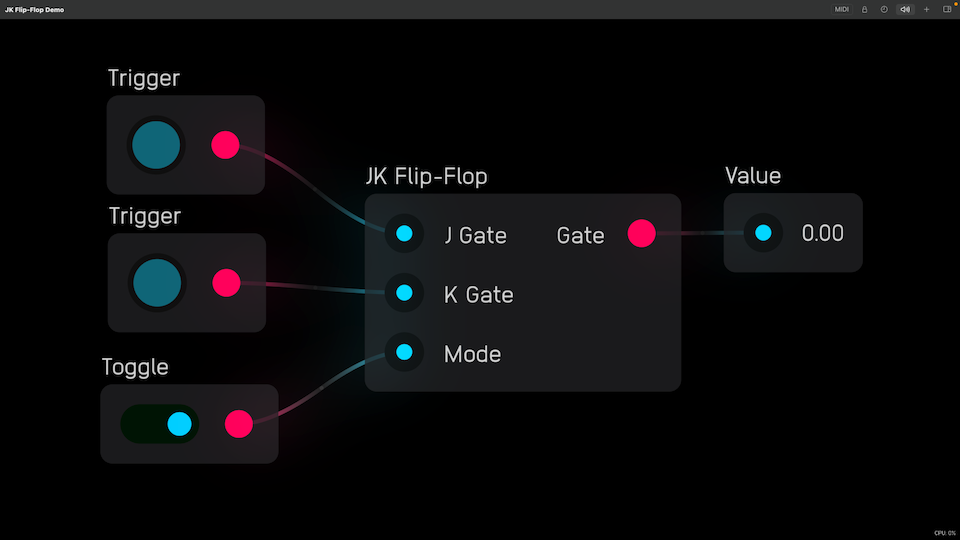 JK Flip-Flop Demo
MIDI
Trigger
Trigger
Toggle
JK Flip-Flop
J Gate
Gate
K Gate
Mode
Value
0.00
CPU: 0%